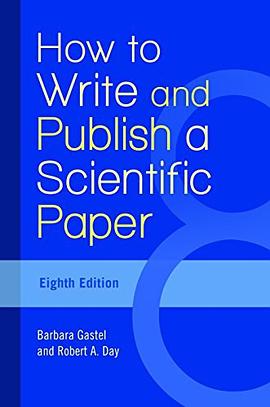 How to
Write and
Publish a
Scientific
Paper
Eighth Edition
Barbara Gastel
and Robert A. Day